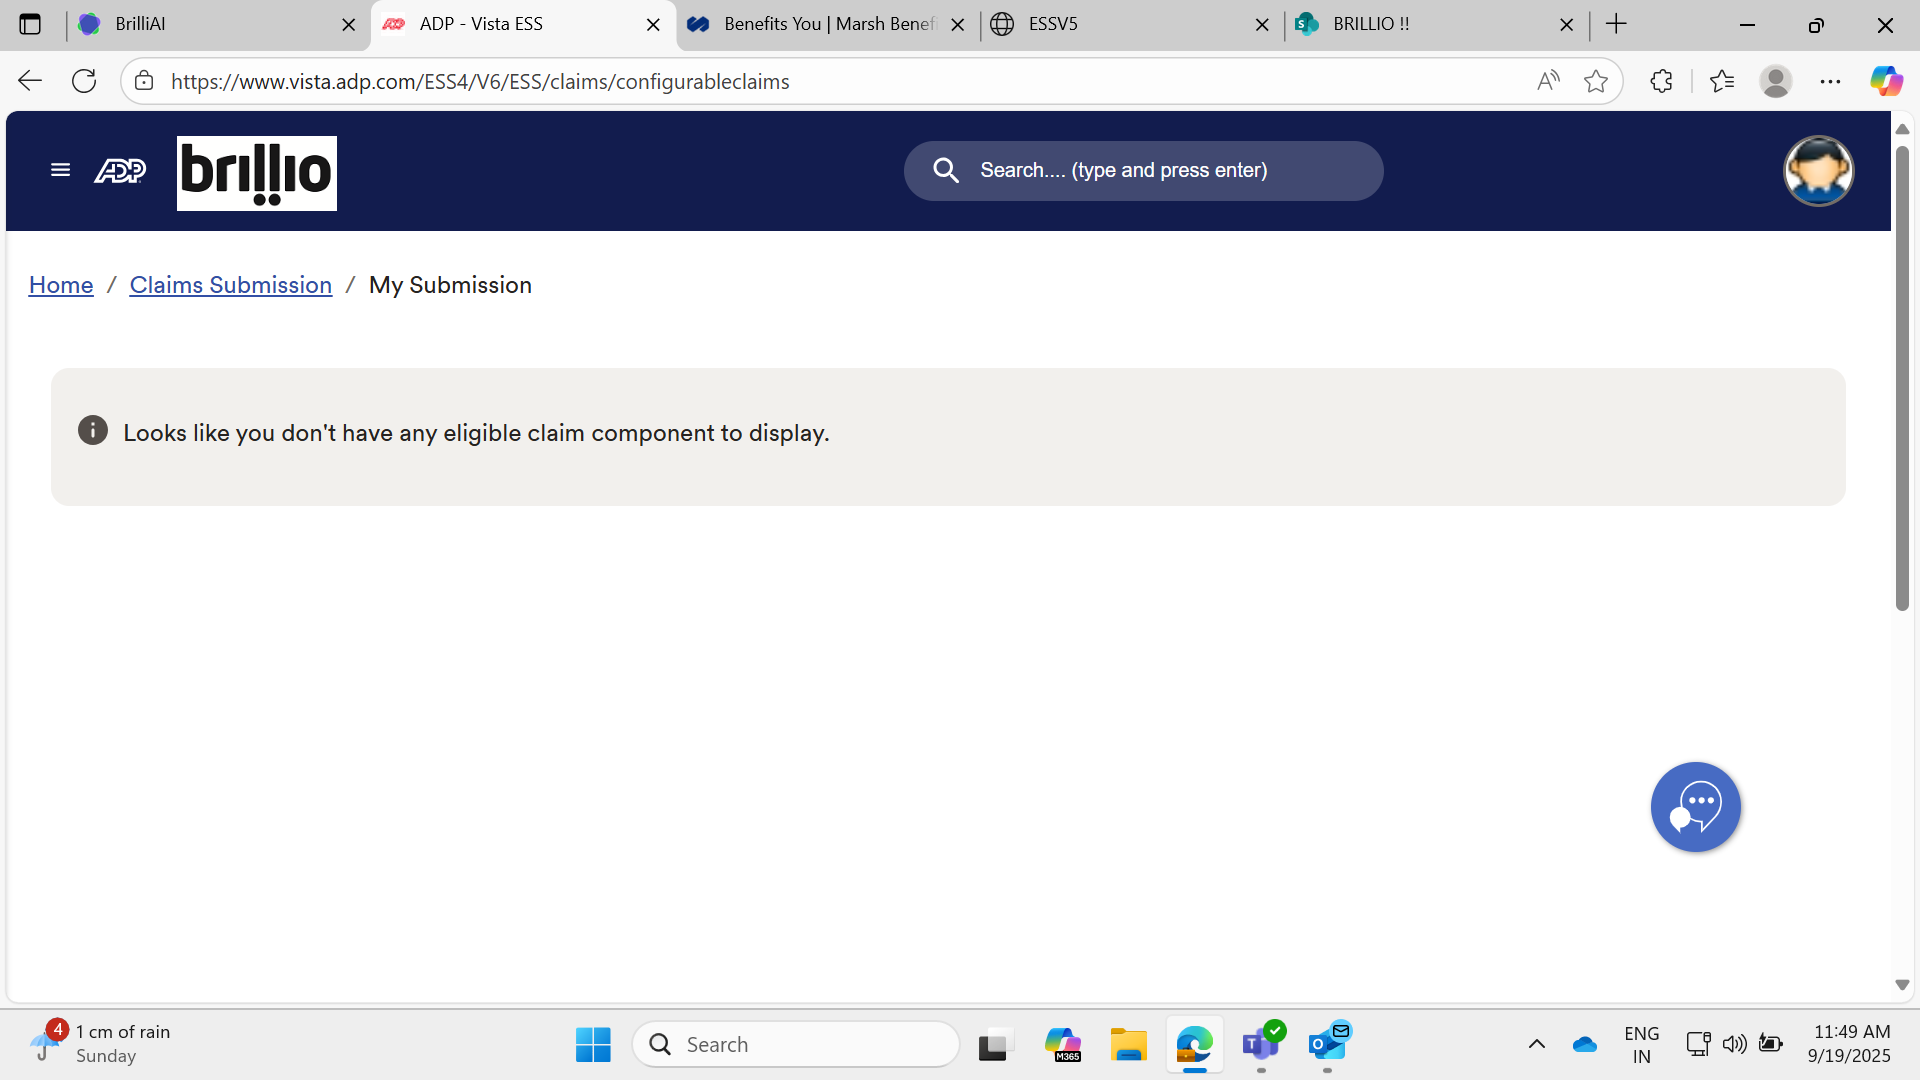 BrilliAI
ADP - Vista ESS
Benefits You | Marsh Benef
ESSV5
BRILLIO !!
https://www.vista.adp.com/ESS4/V6/ESS/claims/configurableclaims
ADP
brillio
Search.... (type and press enter)
Home / Claims Submission / My Submission
Looks like you don't have any eligible claim component to display.
4
1 cm of rain
Sunday
Search
M365
ENG
IN
11:49 AM
9/19/2025